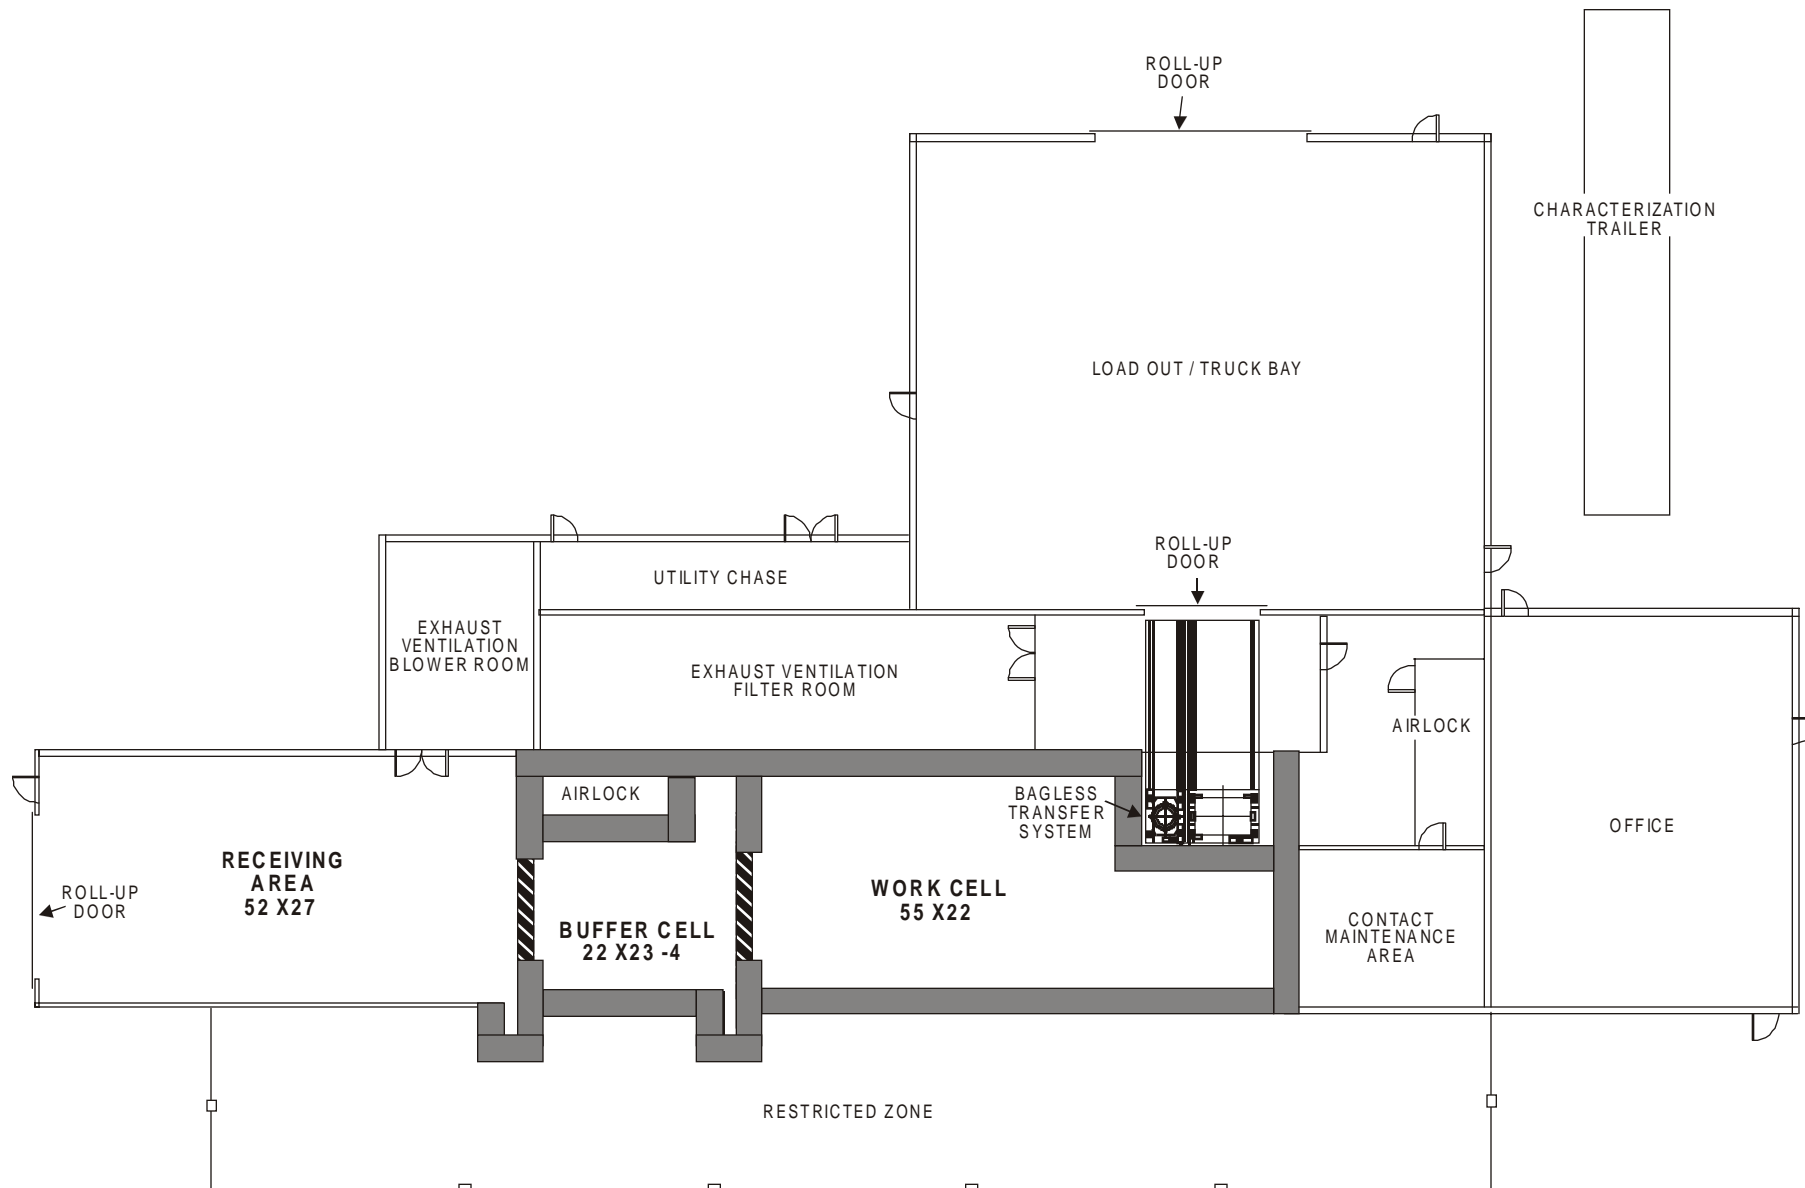 ROLL-UP
DOOR
CHARACTERIZATION
TRAILER
LOAD OUT / TRUCK BAY
ROLL-UP
DOOR
UTILITY CHASE
EXHAUST
VENTILATION
BLOWER ROOM
EXHAUST VENTILATION
FILTER ROOM
AIRLOCK
AIRLOCK
BAGLESS
TRANSFER
SYSTEM
OFFICE
RECEIVING
AREA
52 X27
ROLL-UP
DOOR
WORK CELL
55 X22
BUFFER CELL
22 X23 -4
CONTACT
MAINTENANCE
AREA
RESTRICTED ZONE